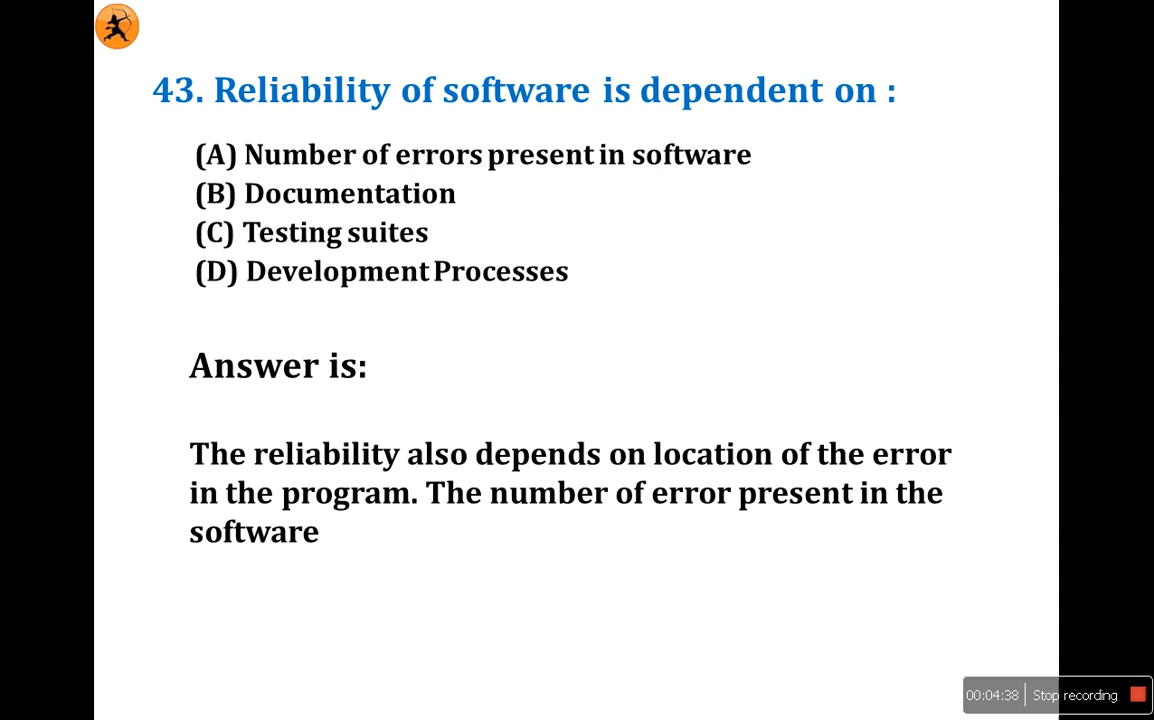 43. Reliability of software is dependent on :
(A) Number of errors present in software
(B) Documentation
(C) Testing suites
(D) Development Processes
Answer is:
The reliability also depends on location of the error
in the program. The number of error present in the
software
00:04:38 Stop recording